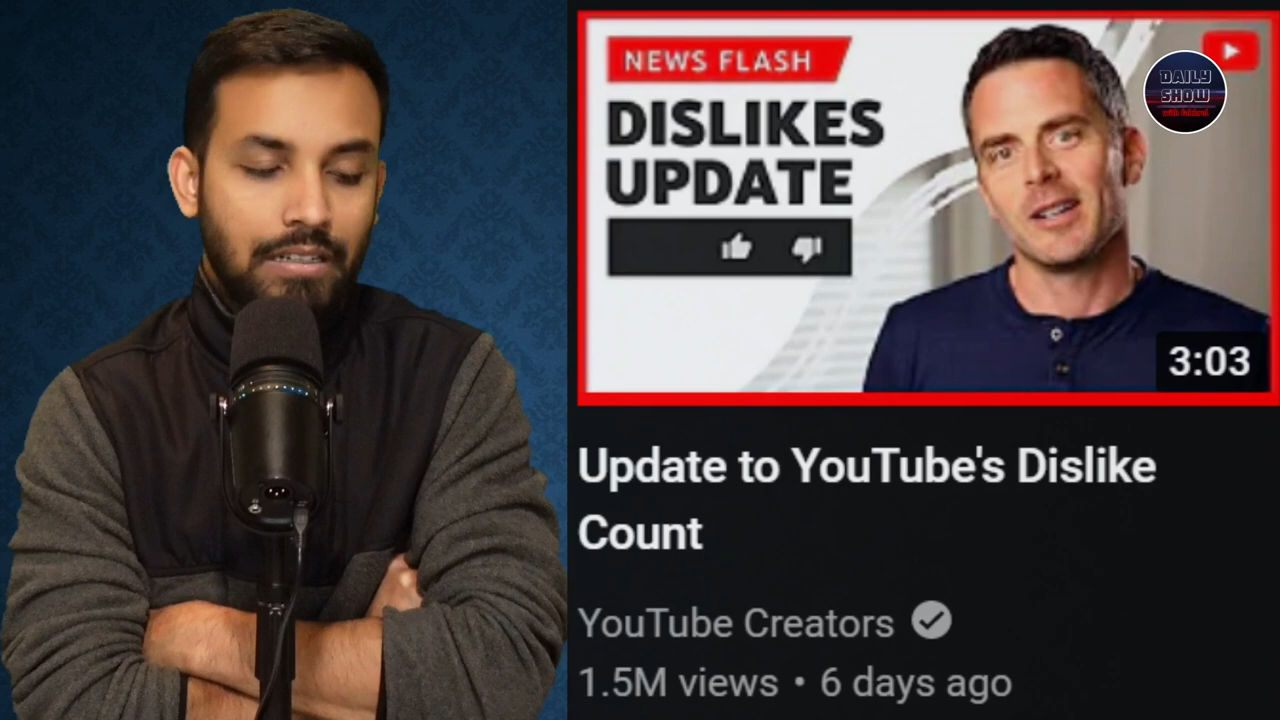 NEWS FLASH
DISLIKES
UPDATE
DAILY
SHOW
3:03
Update to YouTube's Dislike
Count
YouTube Creators
1.5M views • 6 days ago